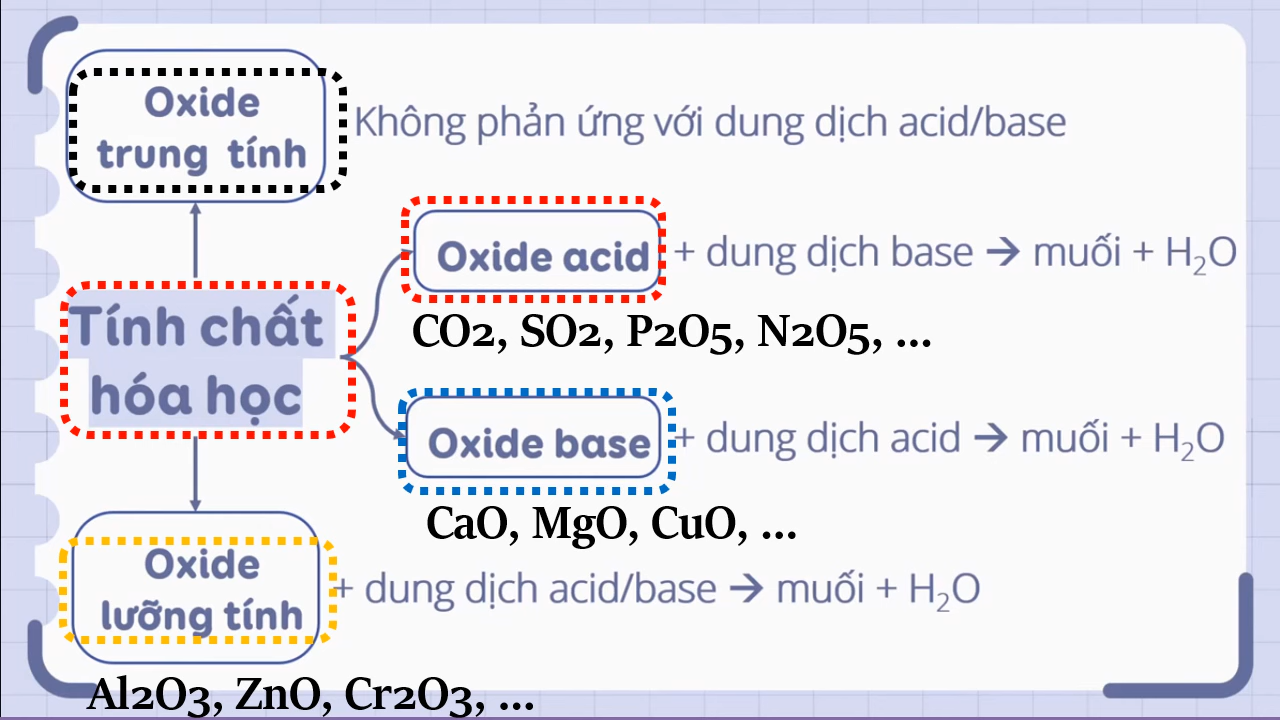 Oxide
trung tính
Không phản ứng với dung dịch acid/base
Oxide acid
+ dung dịch base → muối + H₂O
CO2, SO2, P2O5, N2O5, ...
Tính chất
hóa học
Oxide base
+ dung dịch acid → muối + H₂O
CaO, MgO, CuO, ...
Oxide
lưỡng tính
+ dung dịch acid/base → muối + H₂O
Al2O3, ZnO, Cr2O3, ...